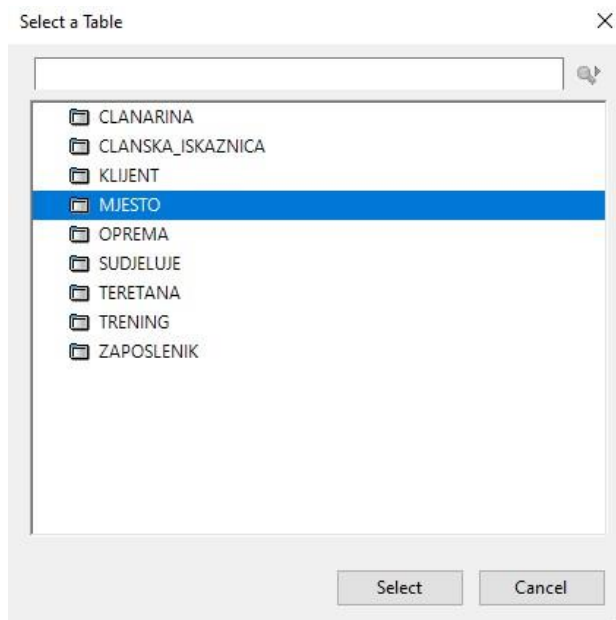 Select a Table
CLANARINA
CLANSKA_ISKAZNICA
KLIJENT
MJESTO
OPREMA
SUDJELUJE
TERETANA
TRENING
ZAPOSLENIK
Select Cancel